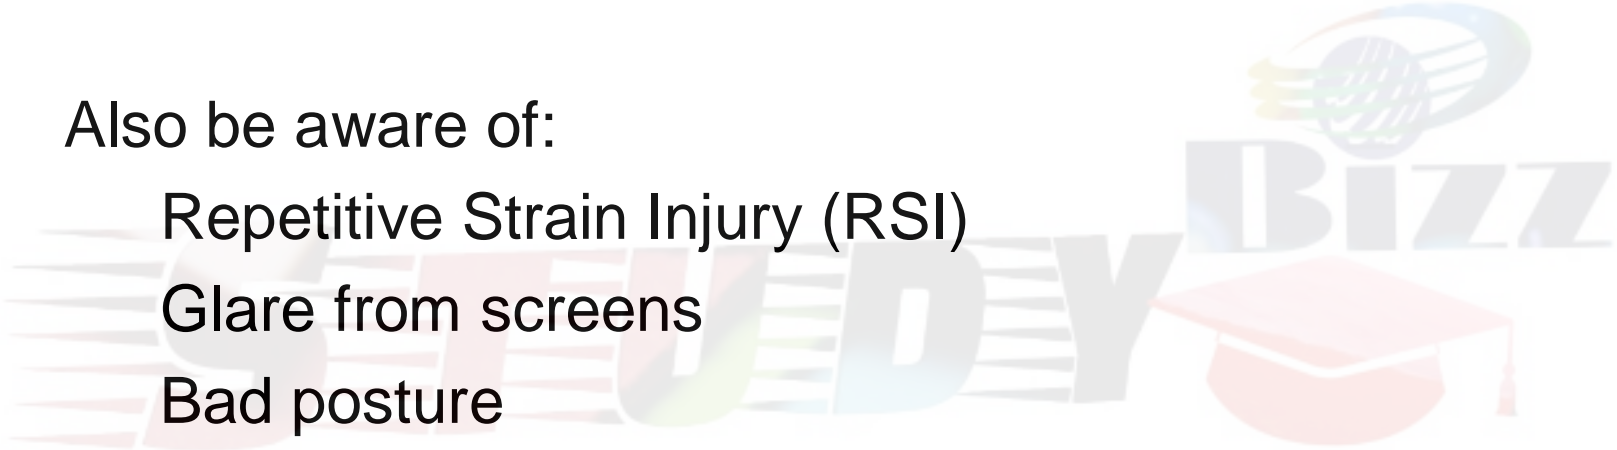 Also be aware of:
Repetitive Strain Injury (RSI)
Glare from screens
Bad posture
STUDY
Bizz